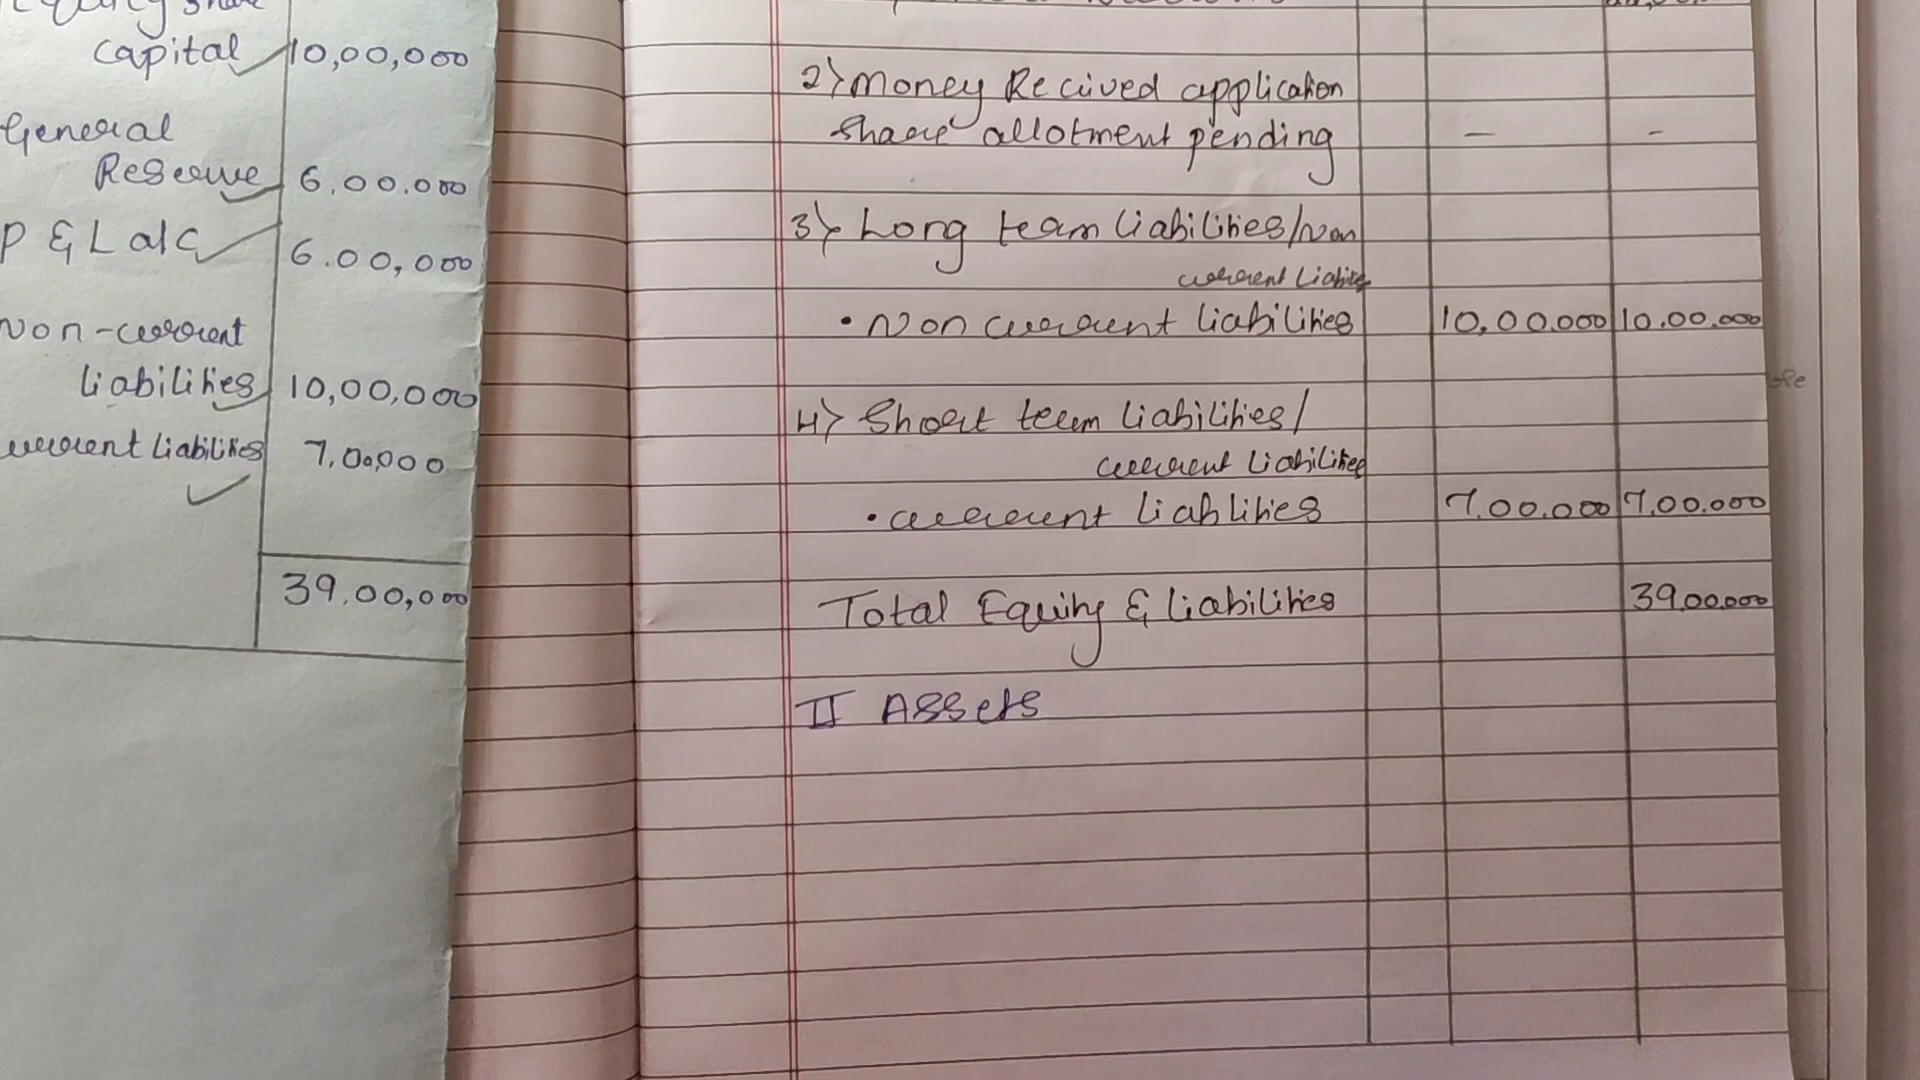 capital 10,00,000
General
Reserve 6,00,000
P & L a/c 6,00,000
Non-current
liabilities 10,00,000
current liabilities 7,00,000
39,00,000
2) Money Recived application
share allotment pending - -
3) Long team liabilities/Non
current liabilities
• Non current liabilities 10,00,000 10,00,000
4) Short term liabilities/
current liabilities
• current liablities 7,00,000 7,00,000
Total Equity & liabilities 39,00,000
II Assets